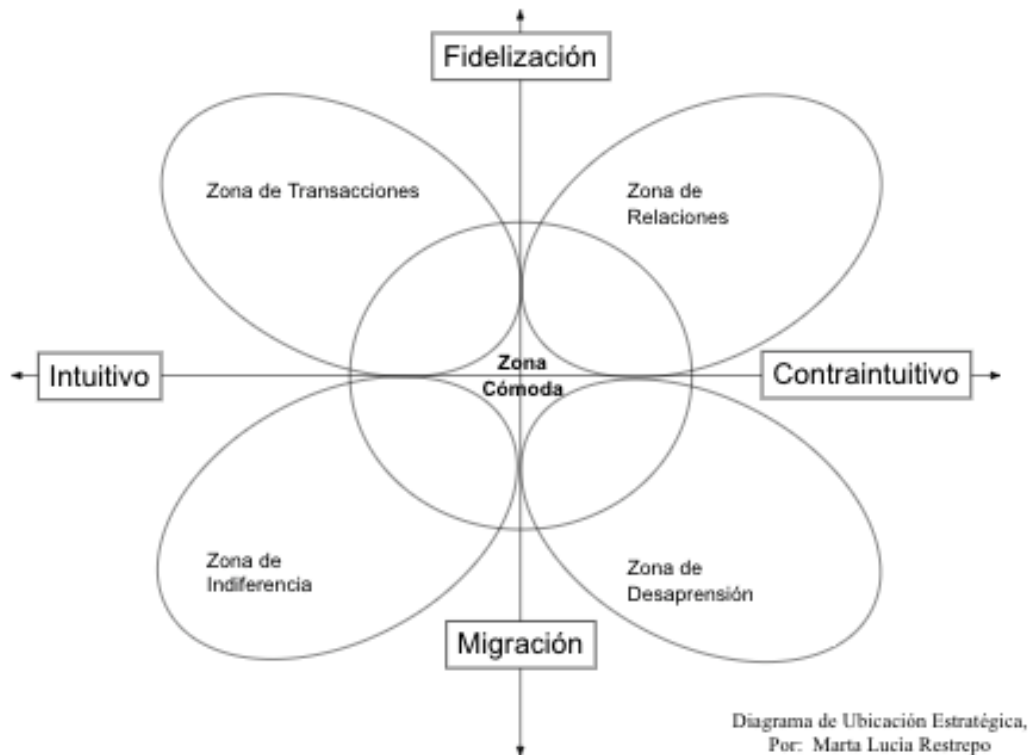 Fidelización
Zona de Transacciones
Zona de
Relaciones
Intuitivo
Zona
Cómoda
Contraintuitivo
Zona de
Indiferencia
Zona de
Desaprensión
Migración
Diagrama de Ubicación Estratégica,
Por: Marta Lucia Restrepo